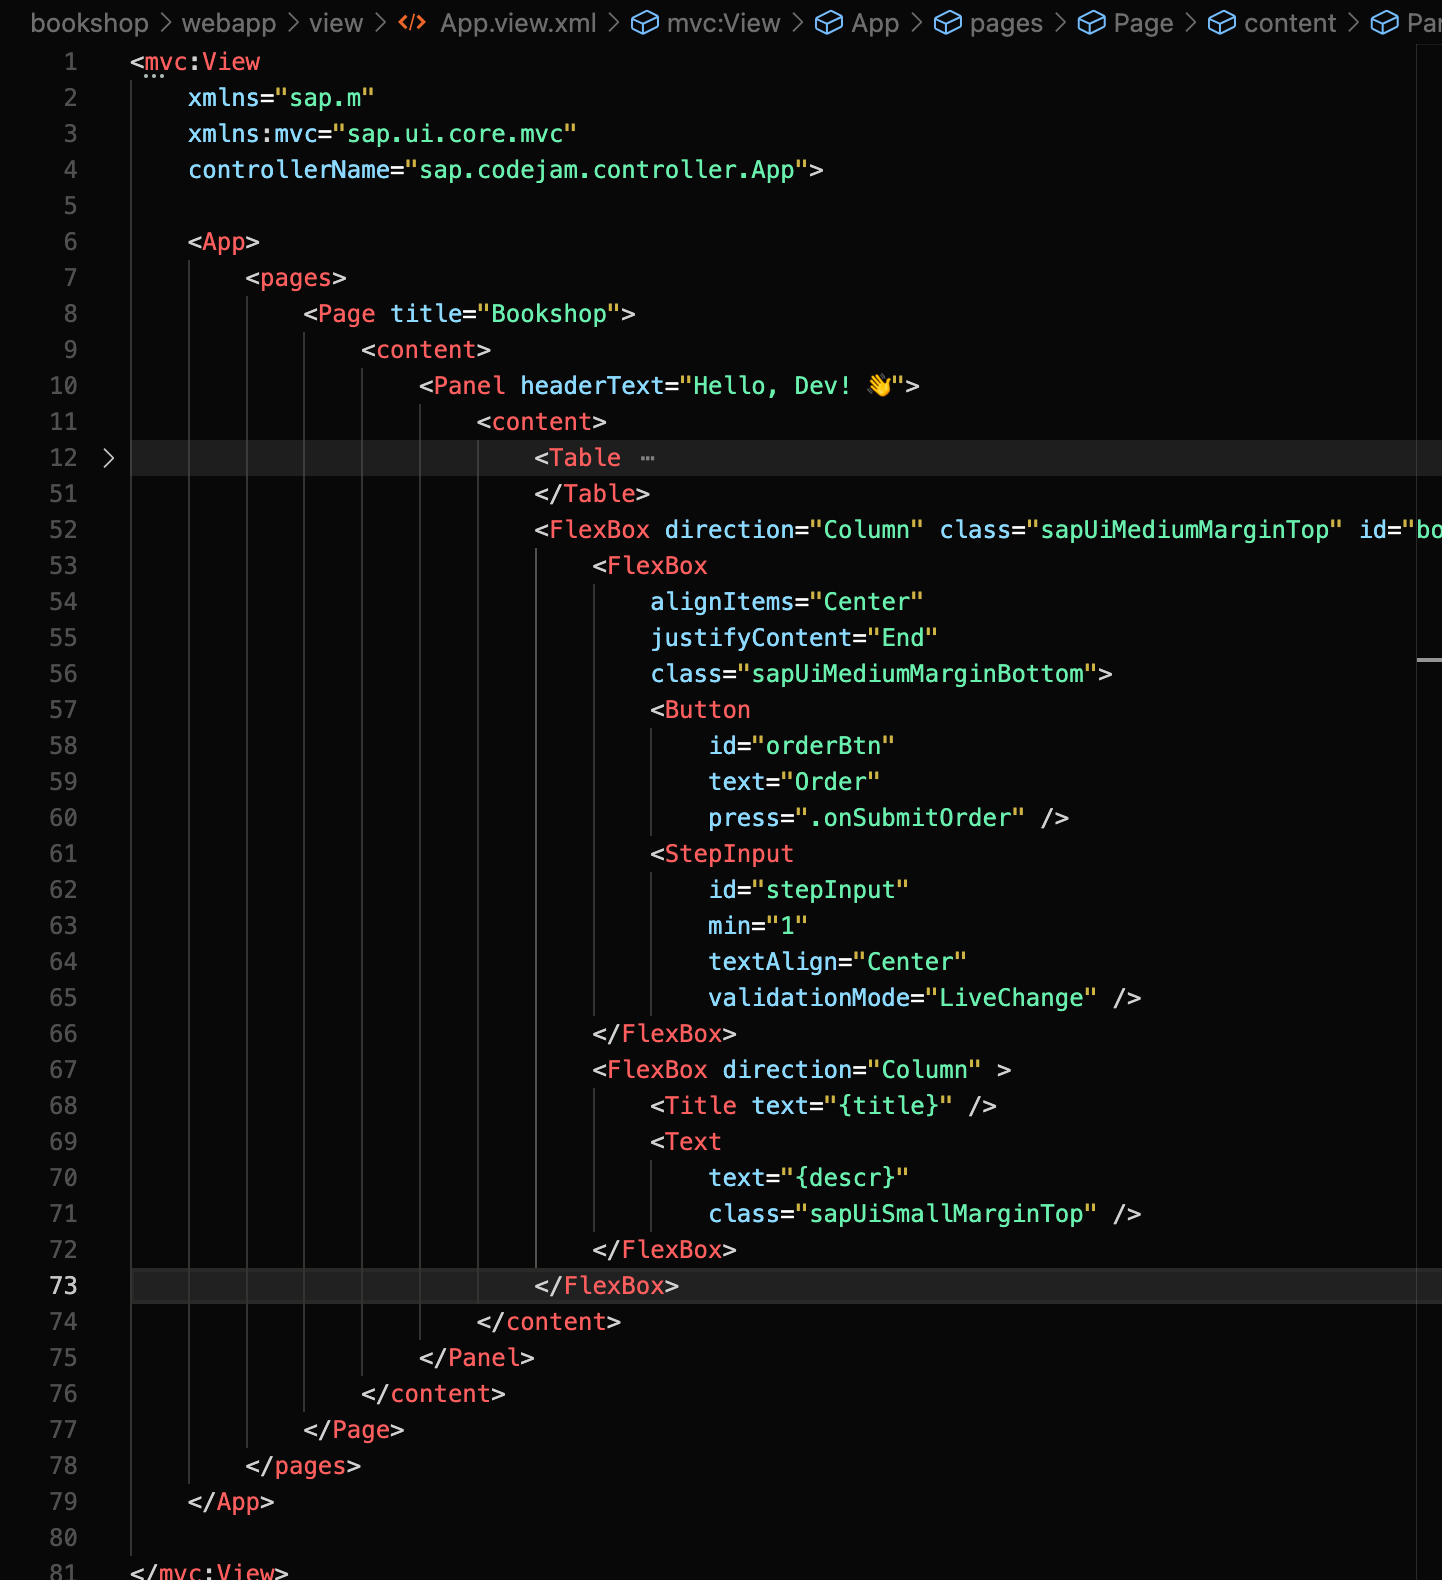 bookshop > webapp > view > </> App.view.xml > mvc:View > App > pages > Page > content >
1 <mvc:View
2 xmlns="sap.m"
3 xmlns:mvc="sap.ui.core.mvc"
4 controllerName="sap.codejam.controller.App">
5
6 <App>
7 <pages>
8 <Page title="Bookshop">
9 <content>
10 <Panel headerText="Hello, Dev! 👋">
11 <content>
12 > <Table ⋯
51 </Table>
52 <FlexBox direction="Column" class="sapUiMediumMarginTop" id="bo
53 <FlexBox
54 alignItems="Center"
55 justifyContent="End"
56 class="sapUiMediumMarginBottom">
57 <Button
58 id="orderBtn"
59 text="Order"
60 press=".onSubmitOrder" />
61 <StepInput
62 id="stepInput"
63 min="1"
64 textAlign="Center"
65 validationMode="LiveChange" />
66 </FlexBox>
67 <FlexBox direction="Column" >
68 <Title text="{title}" />
69 <Text
70 text="{descr}"
71 class="sapUiSmallMarginTop" />
72 </FlexBox>
73 </FlexBox>
74 </content>
75 </Panel>
76 </content>
77 </Page>
78 </pages>
79 </App>
80
81 </mvc:View>